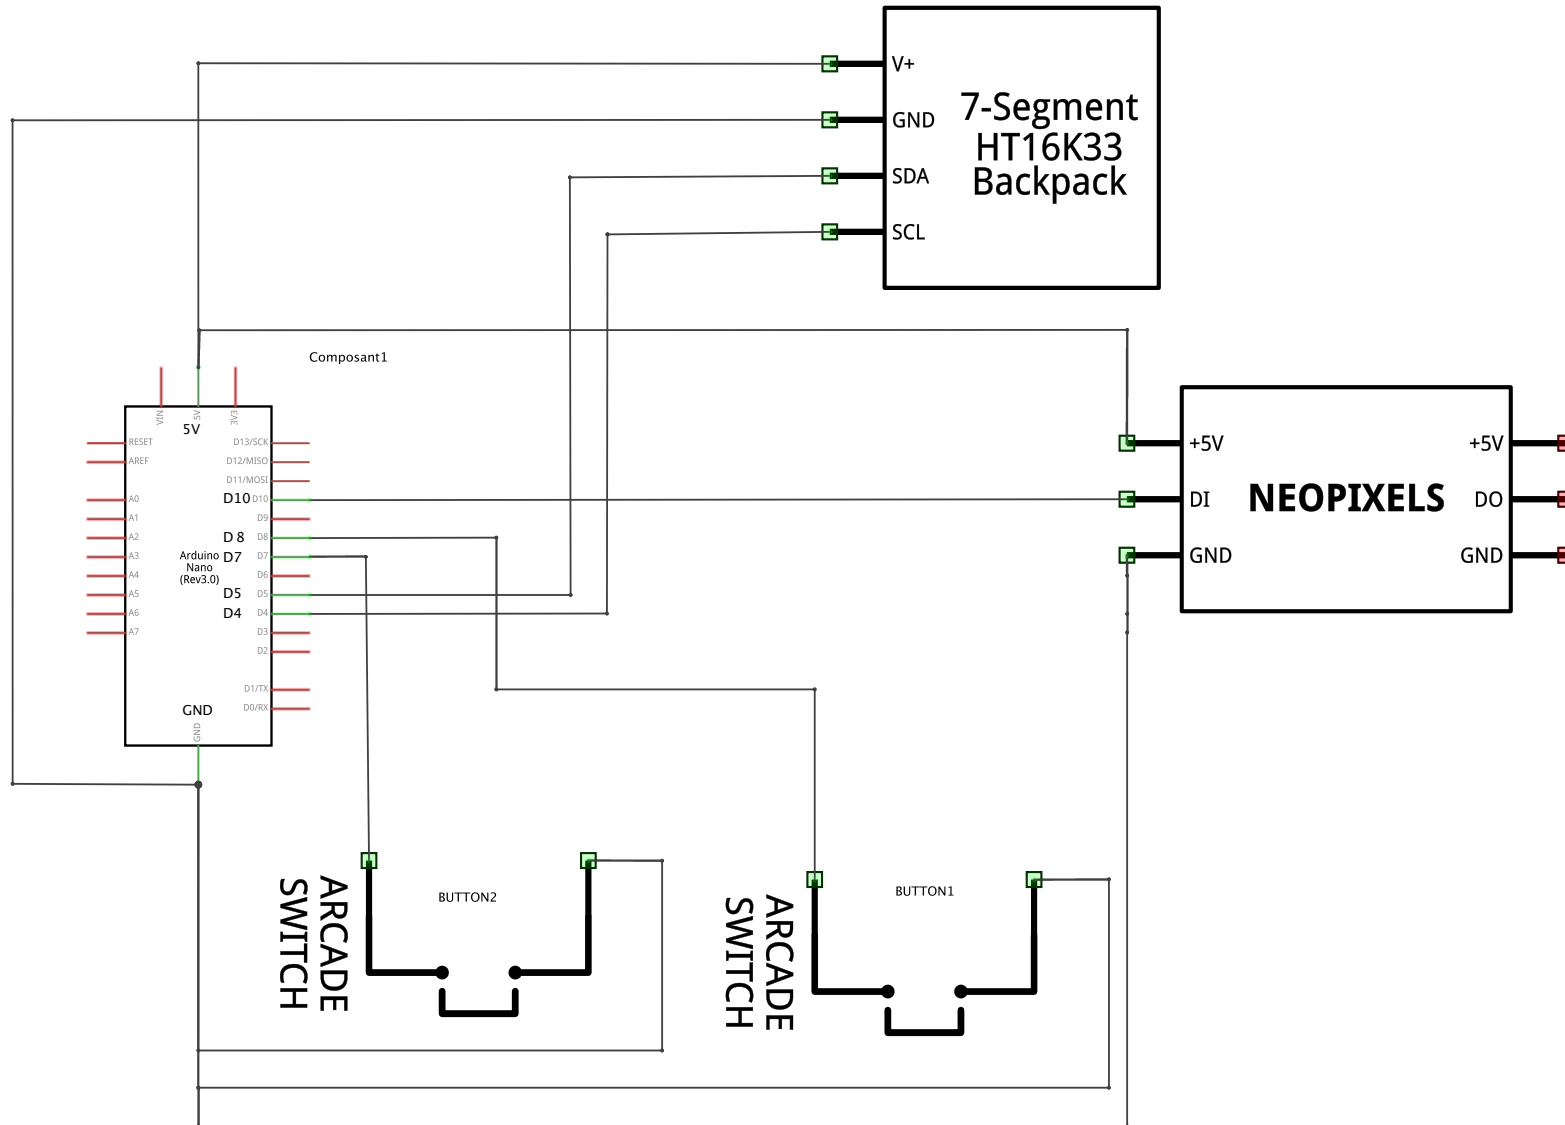 V+
GND
SDA
SCL
7-Segment
HT16K33
Backpack
Composant1
VIN
5V
3V3
5V
RESET
AREF
A0
A1
A2
A3
A4
A5
A6
A7
Arduino
Nano
(Rev3.0)
D13/SCK
D12/MISO
D11/MOSI
D10 D10
D9
D 8 D8
D7 D7
D6
D5 D5
D4 D4
D3
D2
D1/TX
D0/RX
GND
GND
+5V
DI
GND
NEOPIXELS
+5V
DO
GND
ARCADE
SWITCH
BUTTON2
ARCADE
SWITCH
BUTTON1